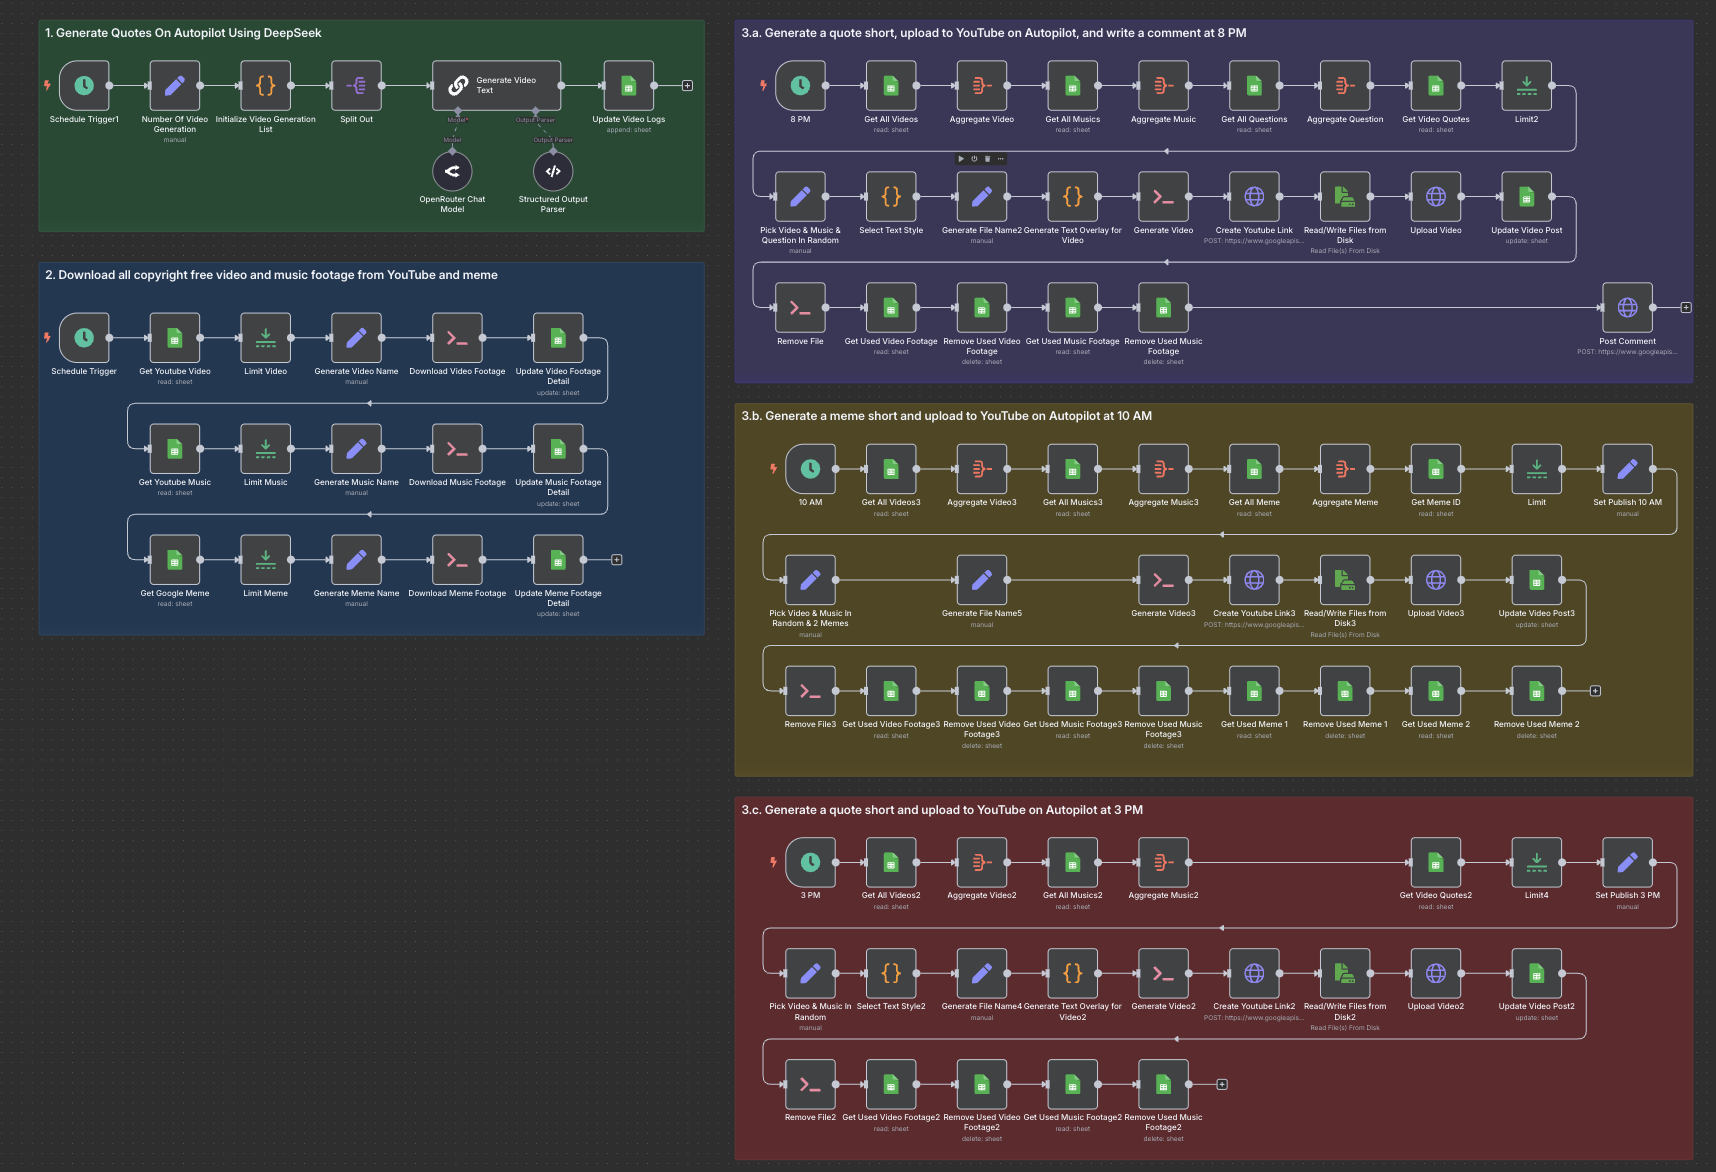 1. Generate Quotes On Autopilot Using DeepSeek
Schedule Trigger1
Number Of Video
Generation
manual
Initialize Video Generation
List
Split Out
Generate Video
Text
Update Video Logs
append: sheet
Model*
Output Parser
Model
Output Parser
OpenRouter Chat
Model
Structured Output
Parser
2. Download all copyright free video and music footage from YouTube and meme
Schedule Trigger
Get Youtube Video
read: sheet
Limit Video
Generate Video Name
manual
Download Video Footage
Update Video Footage
Detail
update: sheet
Get Youtube Music
read: sheet
Limit Music
Generate Music Name
manual
Download Music Footage
Update Music Footage
Detail
update: sheet
Get Google Meme
read: sheet
Limit Meme
Generate Meme Name
manual
Download Meme Footage
Update Meme Footage
Detail
update: sheet
3.a. Generate a quote short, upload to YouTube on Autopilot, and write a comment at 8 PM
8 PM
Get All Videos
read: sheet
Aggregate Video
Get All Musics
read: sheet
Aggregate Music
Get All Questions
read: sheet
Aggregate Question
Get Video Quotes
read: sheet
Limit2
Pick Video & Music &
Question In Random
manual
Select Text Style
Generate File Name2
manual
Generate Text Overlay for
Video
Generate Video
Create Youtube Link
POST: https://www.googleapis...
Read/Write Files from
Disk
Read File(s) From Disk
Upload Video
Update Video Post
update: sheet
Remove File
Get Used Video Footage
read: sheet
Remove Used Video
Footage
delete: sheet
Get Used Music Footage
read: sheet
Remove Used Music
Footage
delete: sheet
Post Comment
POST: https://www.googleapis...
3.b. Generate a meme short and upload to YouTube on Autopilot at 10 AM
10 AM
Get All Videos3
read: sheet
Aggregate Video3
Get All Musics3
read: sheet
Aggregate Music3
Get All Meme
read: sheet
Aggregate Meme
Get Meme ID
read: sheet
Limit
Set Publish 10 AM
manual
Pick Video & Music In
Random & 2 Memes
manual
Generate File Name5
manual
Generate Video3
Create Youtube Link3
POST: https://www.googleapis...
Read/Write Files from
Disk3
Read File(s) From Disk
Upload Video3
Update Video Post3
update: sheet
Remove File3
Get Used Video Footage3
read: sheet
Remove Used Video
Footage3
delete: sheet
Get Used Music Footage3
read: sheet
Remove Used Music
Footage3
delete: sheet
Get Used Meme 1
read: sheet
Remove Used Meme 1
delete: sheet
Get Used Meme 2
read: sheet
Remove Used Meme 2
delete: sheet
3.c. Generate a quote short and upload to YouTube on Autopilot at 3 PM
3 PM
Get All Videos2
read: sheet
Aggregate Video2
Get All Musics2
read: sheet
Aggregate Music2
Get Video Quotes2
read: sheet
Limit4
Set Publish 3 PM
manual
Pick Video & Music In
Random
manual
Select Text Style2
Generate File Name4
manual
Generate Text Overlay for
Video2
Generate Video2
Create Youtube Link2
POST: https://www.googleapis...
Read/Write Files from
Disk2
Read File(s) From Disk
Upload Video2
Update Video Post2
update: sheet
Remove File2
Get Used Video Footage2
read: sheet
Remove Used Video
Footage2
delete: sheet
Get Used Music Footage2
read: sheet
Remove Used Music
Footage2
delete: sheet